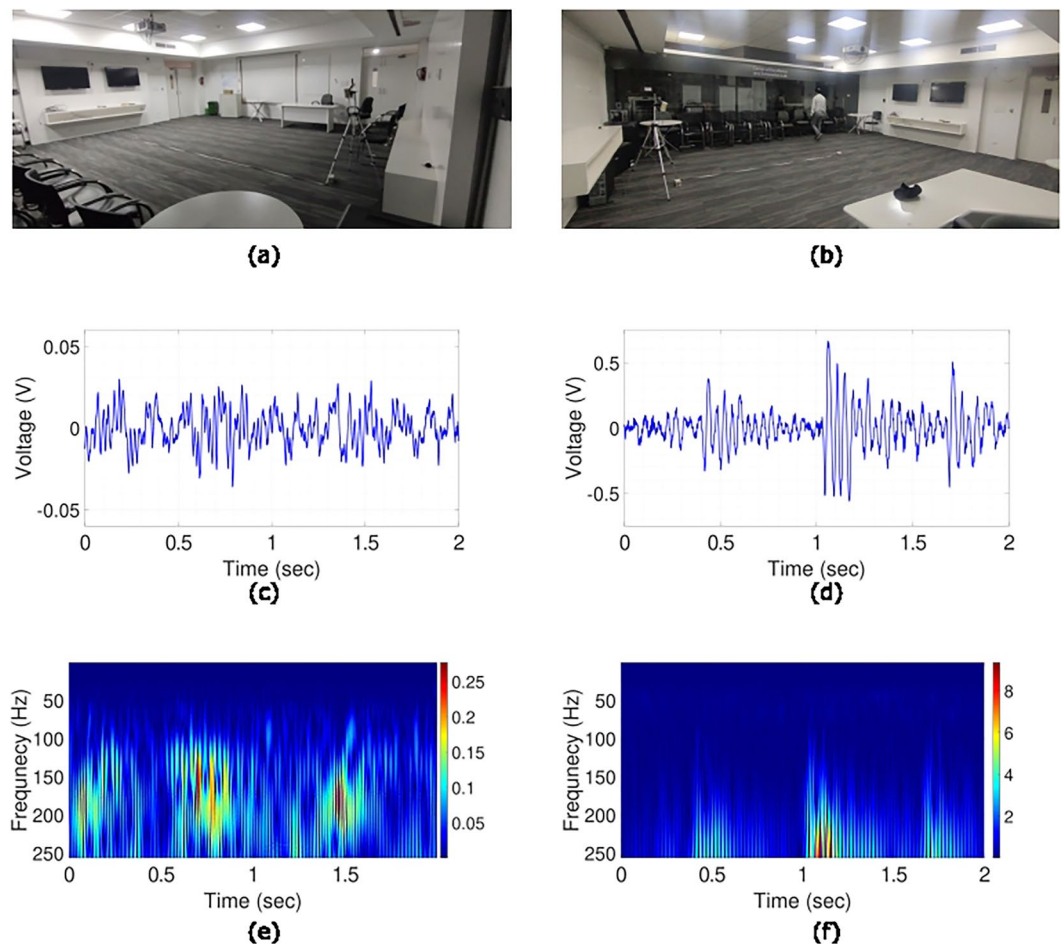 (a)
(b)
0.05
0
-0.05
Voltage (V)
0 0.5 1 1.5 2
Time (sec)
(c)
0.5
0
-0.5
Voltage (V)
0 0.5 1 1.5 2
Time (sec)
(d)
50
100
150
200
250
Frequnecy (Hz)
0 0.5 1 1.5
Time (sec)
0.25
0.2
0.15
0.1
0.05
(e)
50
100
150
200
250
Frequnecy (Hz)
0 0.5 1 1.5 2
Time (sec)
8
6
4
2
(f)